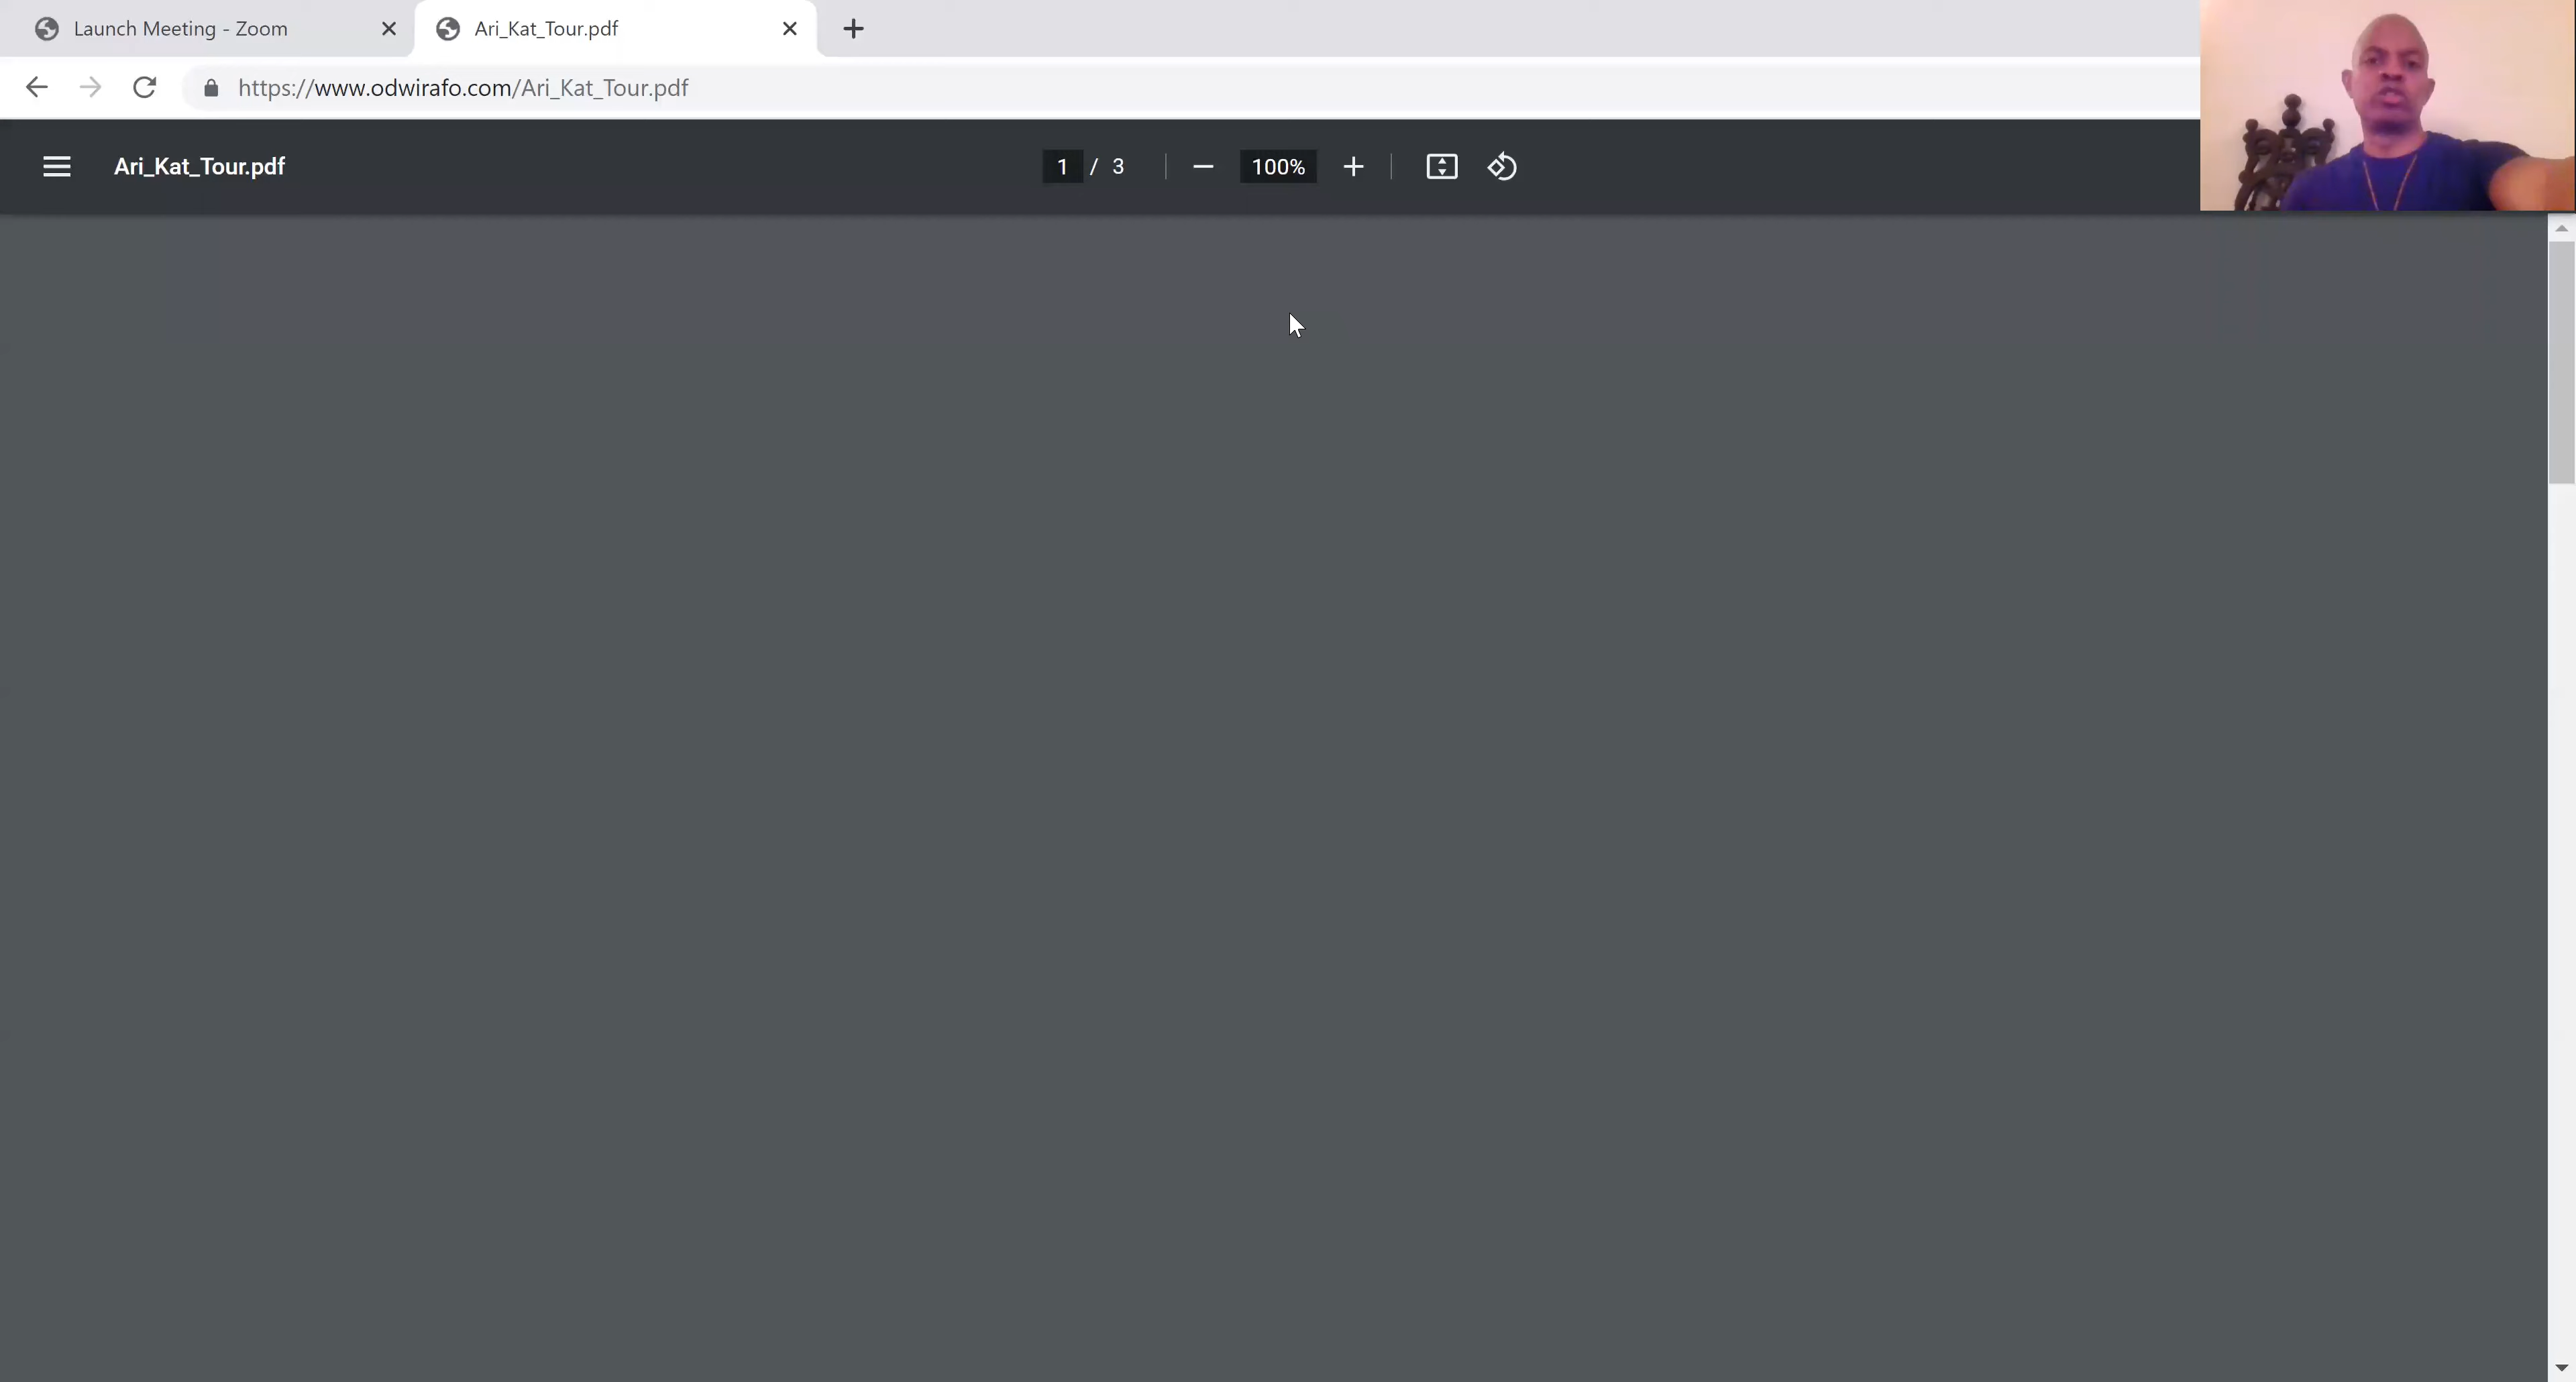 Launch Meeting - Zoom
Ari_Kat_Tour.pdf
https://www.odwirafo.com/Ari_Kat_Tour.pdf
Ari_Kat_Tour.pdf
1 / 3
100%